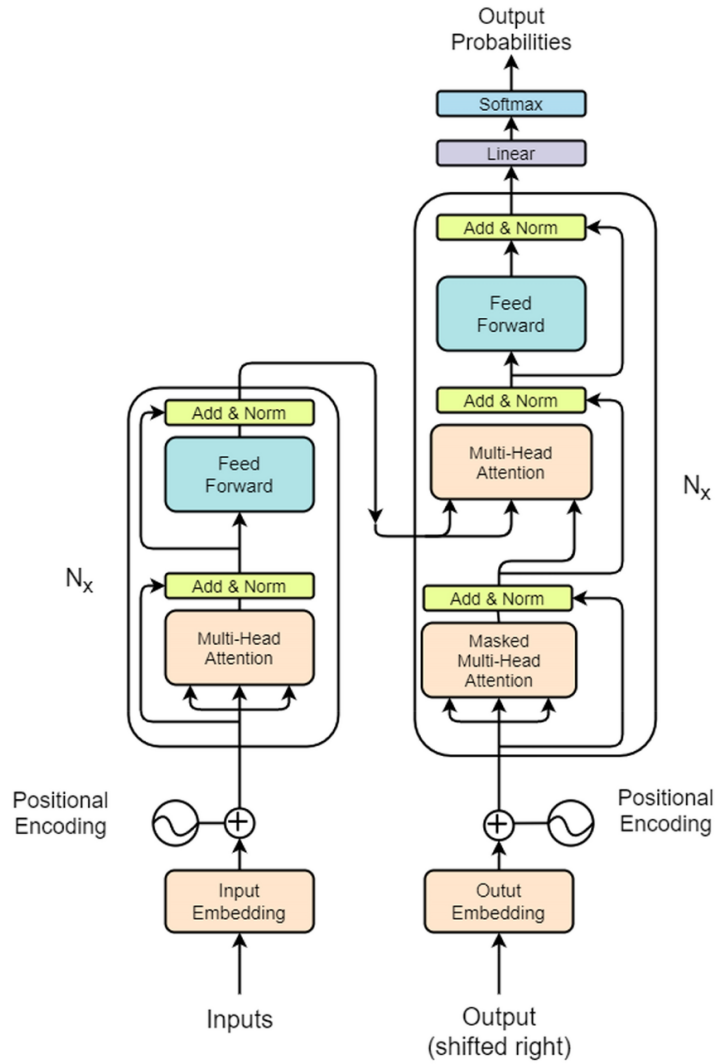 Output
Probabilities
Softmax
Linear
Add & Norm
Feed
Forward
Add & Norm
Multi-Head
Attention
Nx
Add & Norm
Masked
Multi-Head
Attention
Add & Norm
Feed
Forward
Nx
Add & Norm
Multi-Head
Attention
Positional
Encoding
Positional
Encoding
Input
Embedding
Outut
Embedding
Inputs
Output
(shifted right)